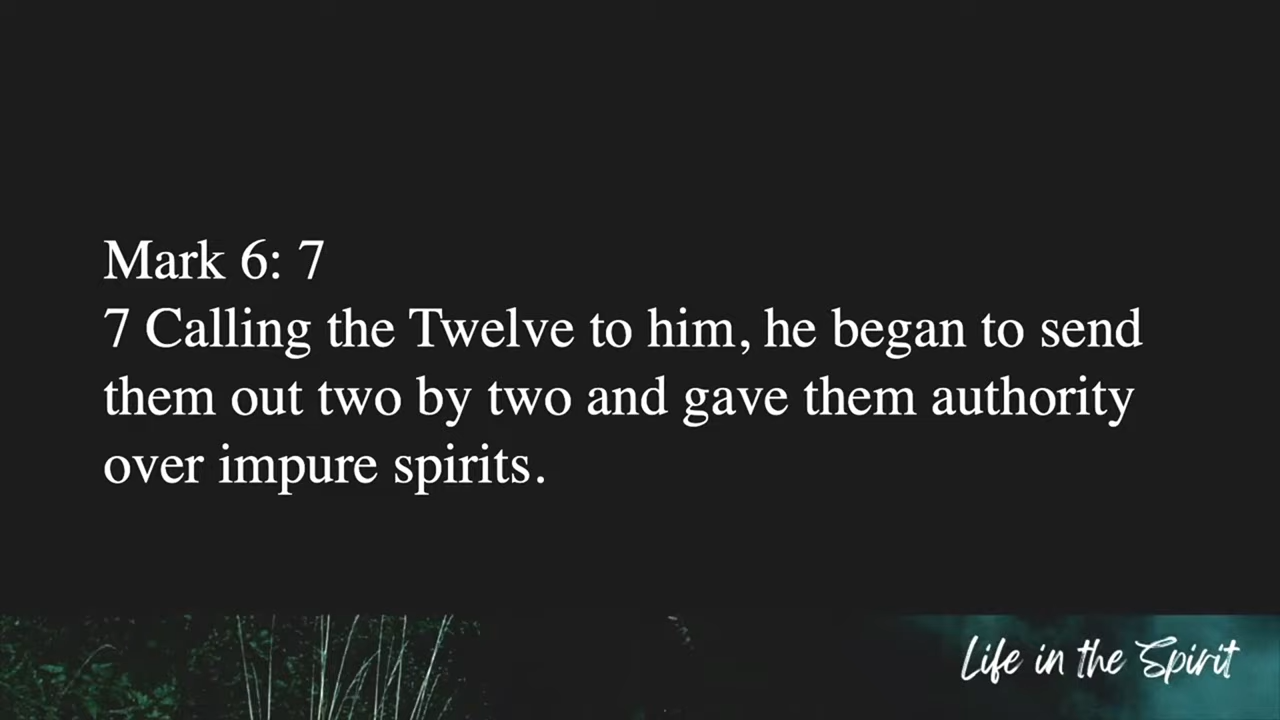 Mark 6: 7
7 Calling the Twelve to him, he began to send
them out two by two and gave them authority
over impure spirits.
Life in the Spirit